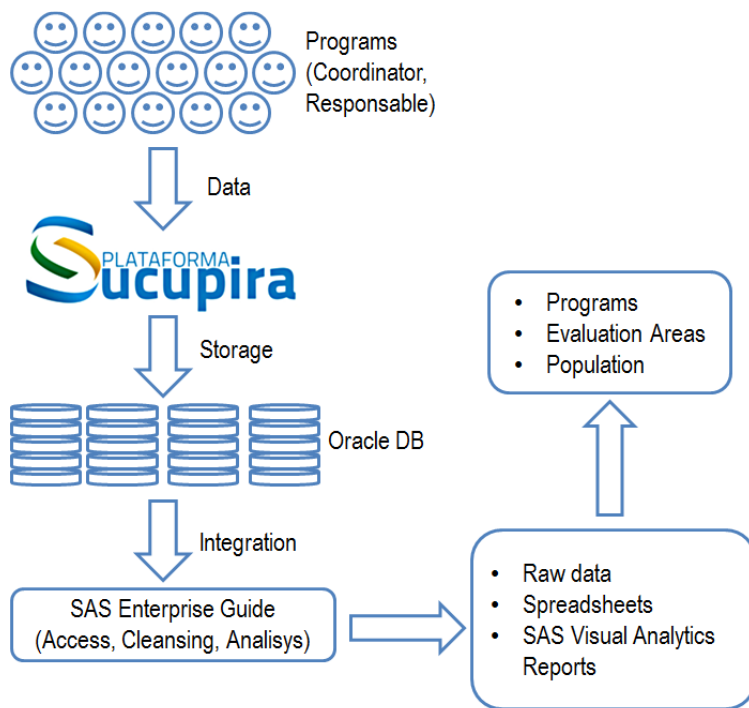 Programs
(Coordinator,
Responsable)
Data
PLATAFORMA
Sucupira
Storage
Oracle DB
Integration
SAS Enterprise Guide
(Access, Cleansing, Analisys)
• Programs
• Evaluation Areas
• Population
• Raw data
• Spreadsheets
• SAS Visual Analytics
Reports